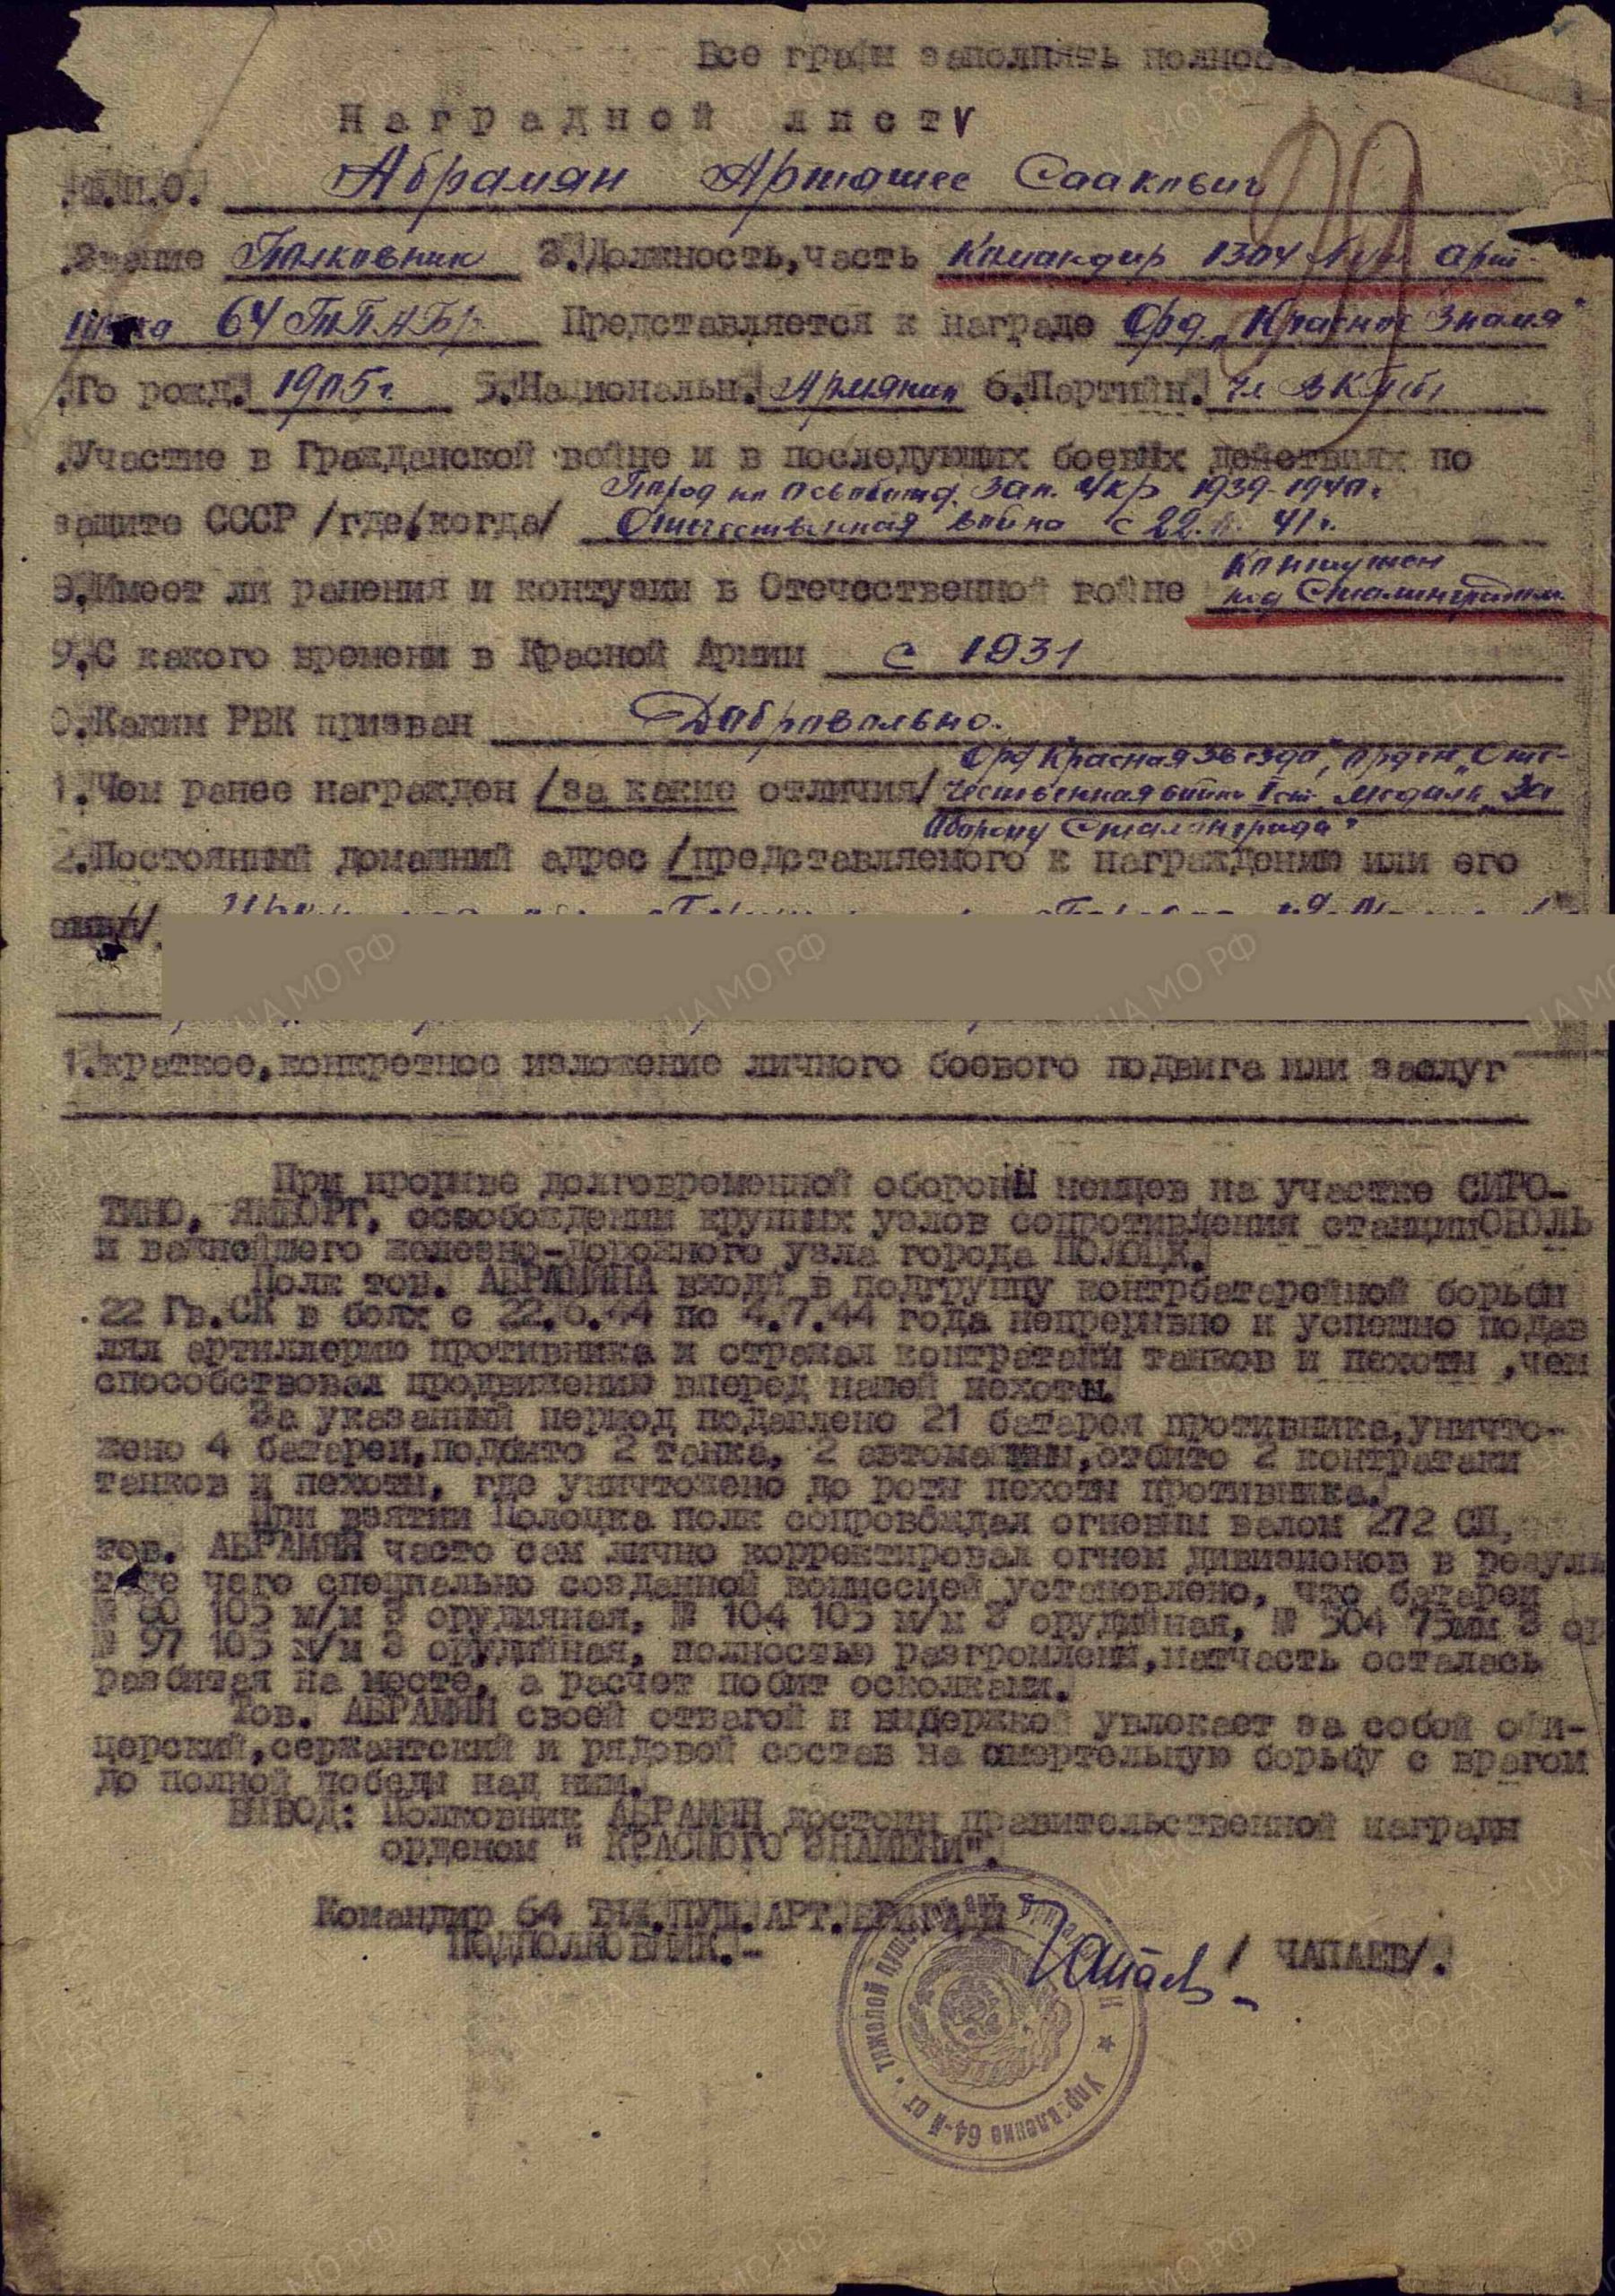 Все графы заполнять полнос
Наградной лист V
.Ф.И.О. Абрамян Арташес Саакович
.Звание Полковник 3.Должность,часть Командир 1304 Арт-
полка 64 ТПАБр Представляется к награде Орд. „Красное Знамя"
.Го рожд. 1905г. 5.Национальн. Армянин 6.Партийн. чл ВКП(б)
.Участие в Гражданской войне и в последующих боевых действиях по
Поход по освобожд. Зап. Укр 1939-1940г
защите СССР /где,когда/ Отечественная война с 22. 41г.
Контужен
8.Имеет ли ранения и контузии в Отечественной войне под Сталинградом
9.С какого времени в Красной Армии с 1931
0.Каким РВК призван Добровольно.
Орд Красная Звезда", орден „Оте-
1.Чем ранее награжден /за какие отличия/ чественная война I ст медаль „За
Оборону Сталинграда"
2.Постоянный домашний адрес /представляемого к награждению или его
1.краткое,конкретное изложение личного боевого подвига или заслуг
При прорыве долговременной обороны немцев на участке СИРО-
ТИНО, ЯНБОРГ, освобождении крупных узлов сопротивления станции ОБОЛЬ
и важнейшего железно-дорожного узла города ПОЛОЦК.
Полк тов. АБРАМЯНА входя в подгруппу контрбатарейной борьбы
22 Гв.СК в боях с 22.6.44 по 4.7.44 года непрерывно и успешно подав
лял артиллерию противника и отражал контратаки танков и пехоты ,чем
способствовал продвижению вперед нашей пехоты.
За указанный период подавлено 21 батарея противника,уничто-
жено 4 батареи,подбито 2 танка, 2 автомашины,отбито 2 контратаки
танков и пехоты, где уничтожено до роты пехоты противника.
При взятии Полоцка полк сопровождал огневым валом 272 СП,
тов. АБРАМЯН часто сам лично корректировал огнем дивизионов в резуль
тате чего специально созданной комиссией установлено, что батареи
№ 80 105 м/м 3 орудийная, № 104 105 м/м 3 орудийная, № 504 75мм 3 ор
№ 97 105 м/м 3 орудийная, полностью разгромлены,матчасть осталась
разбитая на месте, а расчет побит осколками.
Тов. АБРАМЯН своей отвагой и выдержкой увлекает за собой офи-
церский,сержантский и рядовой состав на смертельную борьбу с врагом
до полной победы над ним.
ВЫВОД: Полковник АБРАМЯН достоин правительственной награды
орденом " КРАСНОГО ЗНАМЕНИ".
Командир 64 ТЯЖ.ПУШ.АРТ.БРИГАДЫ
ПОДПОЛКОВНИК.- / ЧАПАЕВ/.
Управление 64-й от. тяжолой пушечной арт. бригады